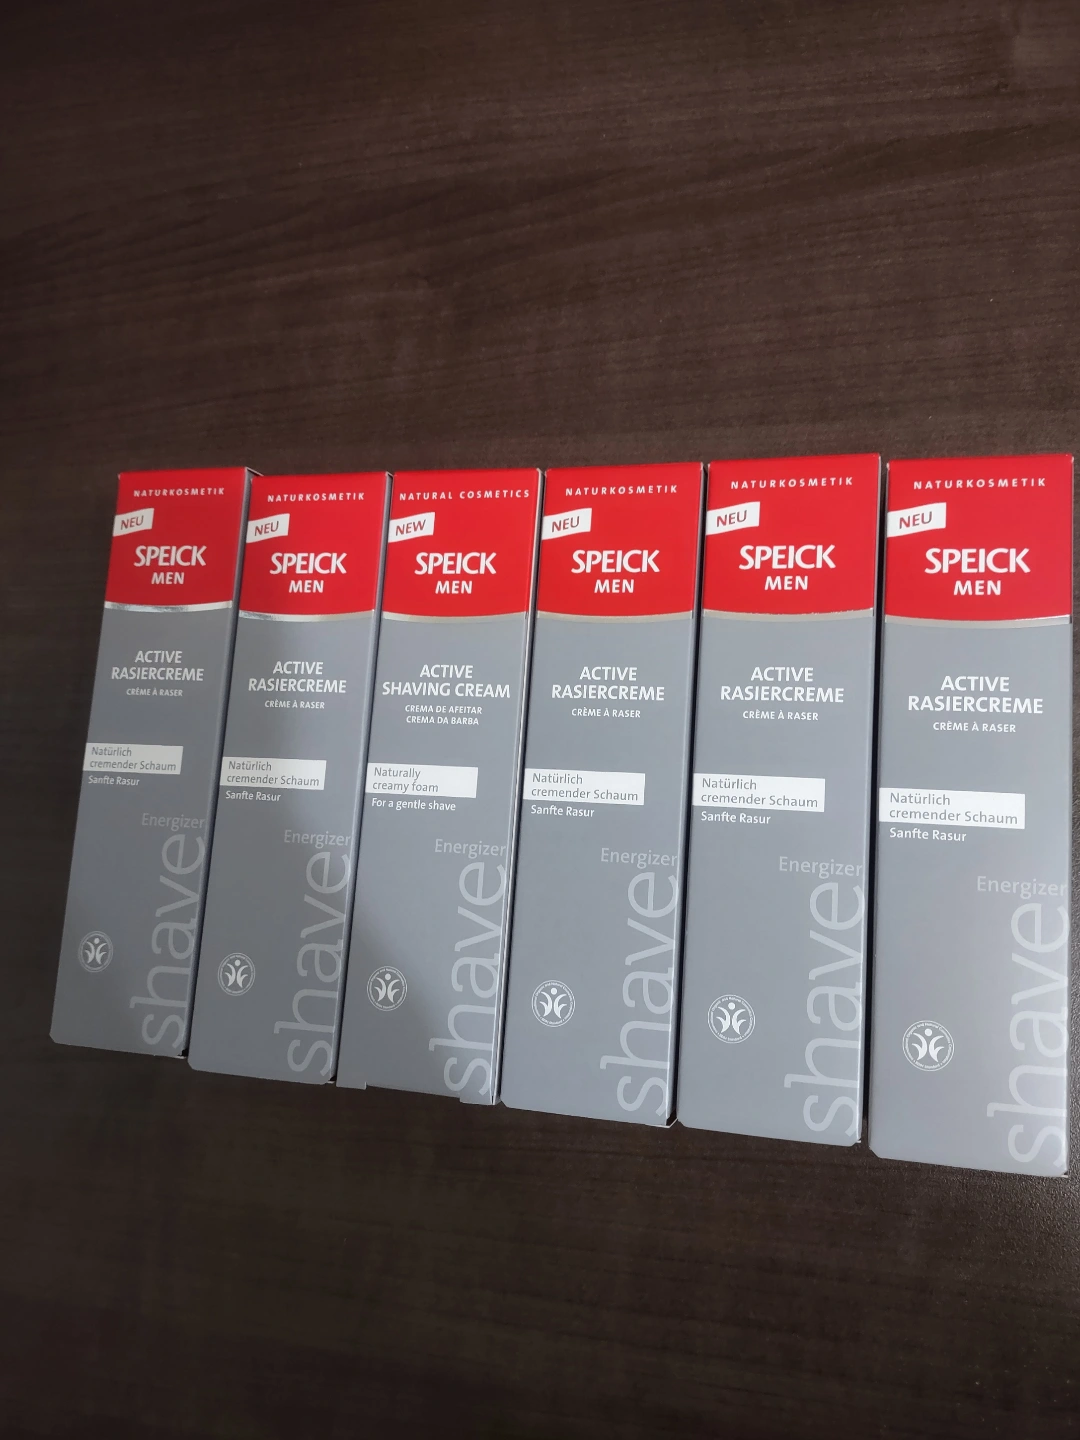 NATURKOSMETIK
NEU
SPEICK
MEN
ACTIVE
RASIERCREME
CRÈME À RASER
Natürlich
cremender Schaum
Sanfte Rasur
Energizer
shave
NATURKOSMETIK
NEU
SPEICK
MEN
ACTIVE
RASIERCREME
CRÈME À RASER
Natürlich
cremender Schaum
Sanfte Rasur
Energizer
shave
NATURAL COSMETICS
NEW
SPEICK
MEN
ACTIVE
SHAVING CREAM
CREMA DE AFEITAR
CREMA DA BARBA
Naturally
creamy foam
For a gentle shave
Energizer
shave
NATURKOSMETIK
NEU
SPEICK
MEN
ACTIVE
RASIERCREME
CRÈME À RASER
Natürlich
cremender Schaum
Sanfte Rasur
Energizer
shave
NATURKOSMETIK
NEU
SPEICK
MEN
ACTIVE
RASIERCREME
CRÈME À RASER
Natürlich
cremender Schaum
Sanfte Rasur
Energizer
shave
NATURKOSMETIK
NEU
SPEICK
MEN
ACTIVE
RASIERCREME
CRÈME À RASER
Natürlich
cremender Schaum
Sanfte Rasur
Energizer
shave